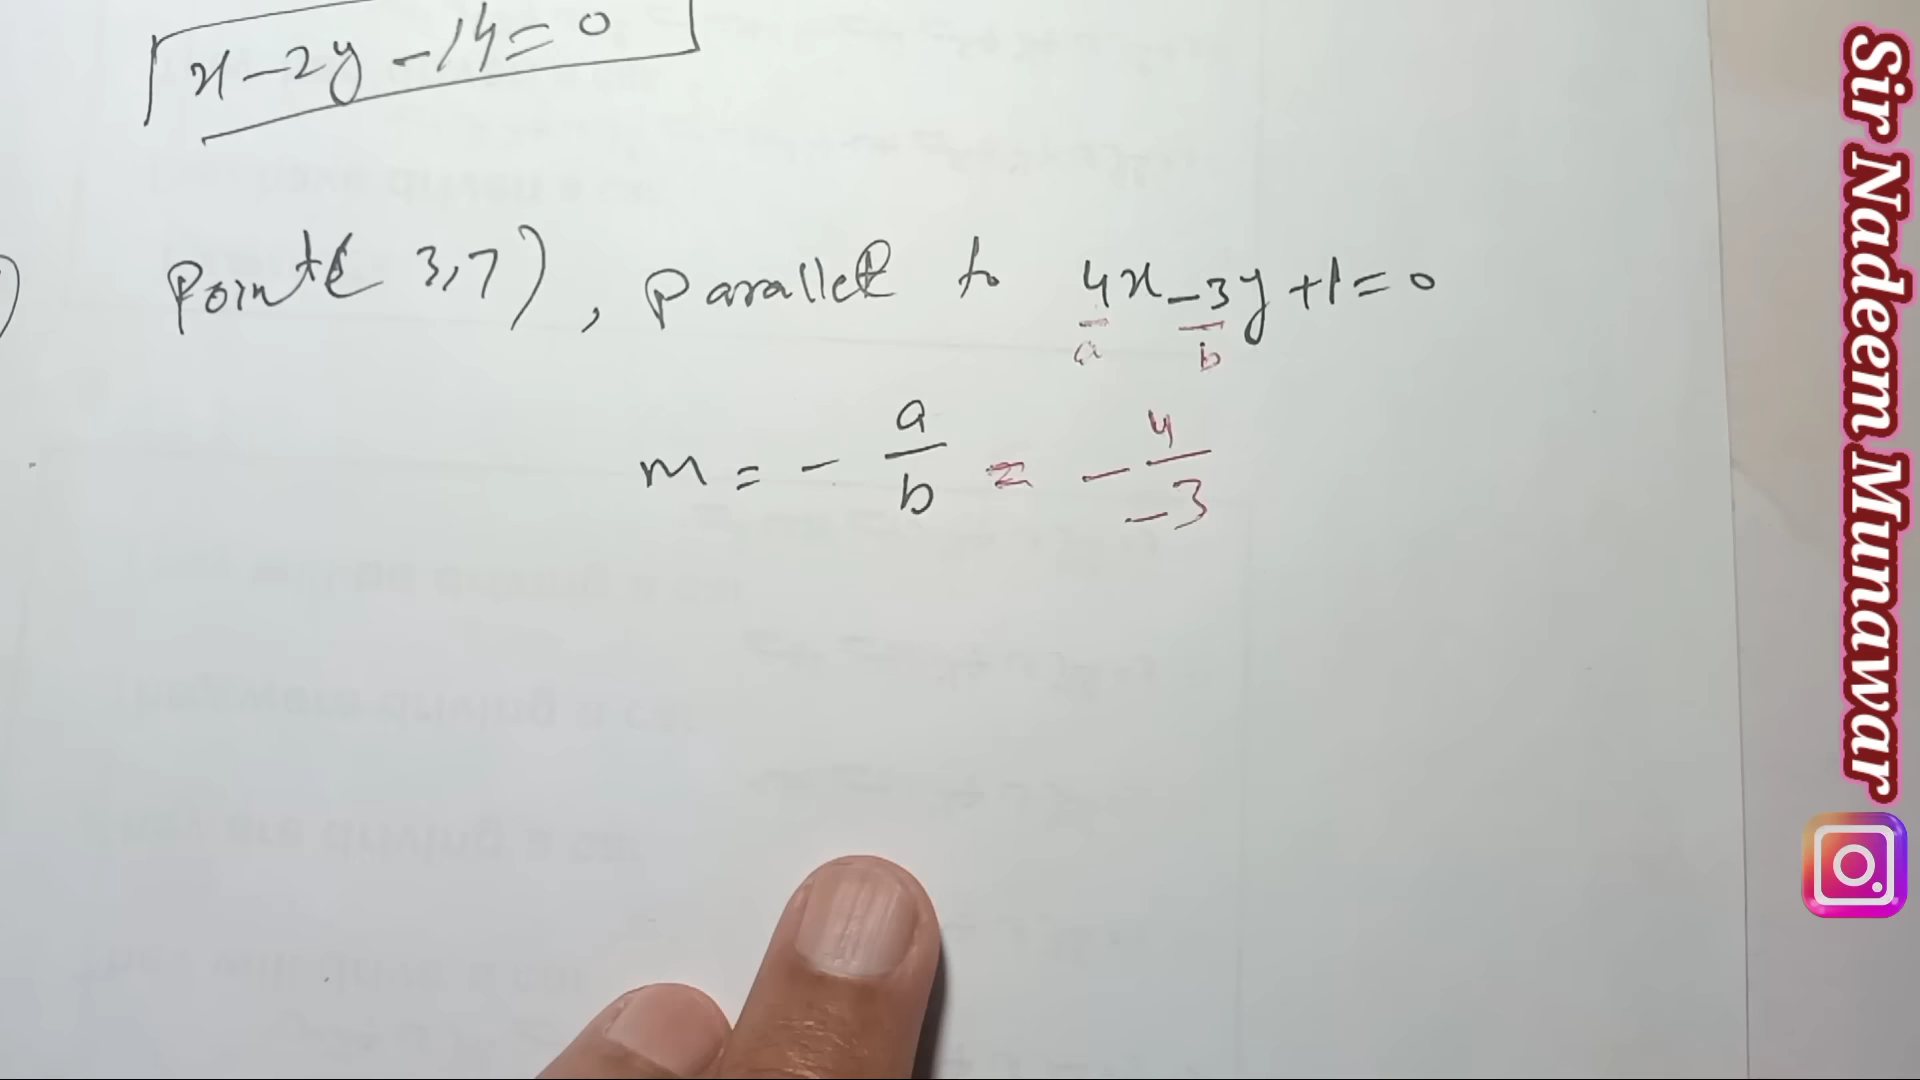 x - 2y - 14 = 0
) Point ( 3,7 ) , Parallel to 4x - 3y + 1 = 0
a b
m = - a/b = - 4/-3
Sir Nadeem Munawar